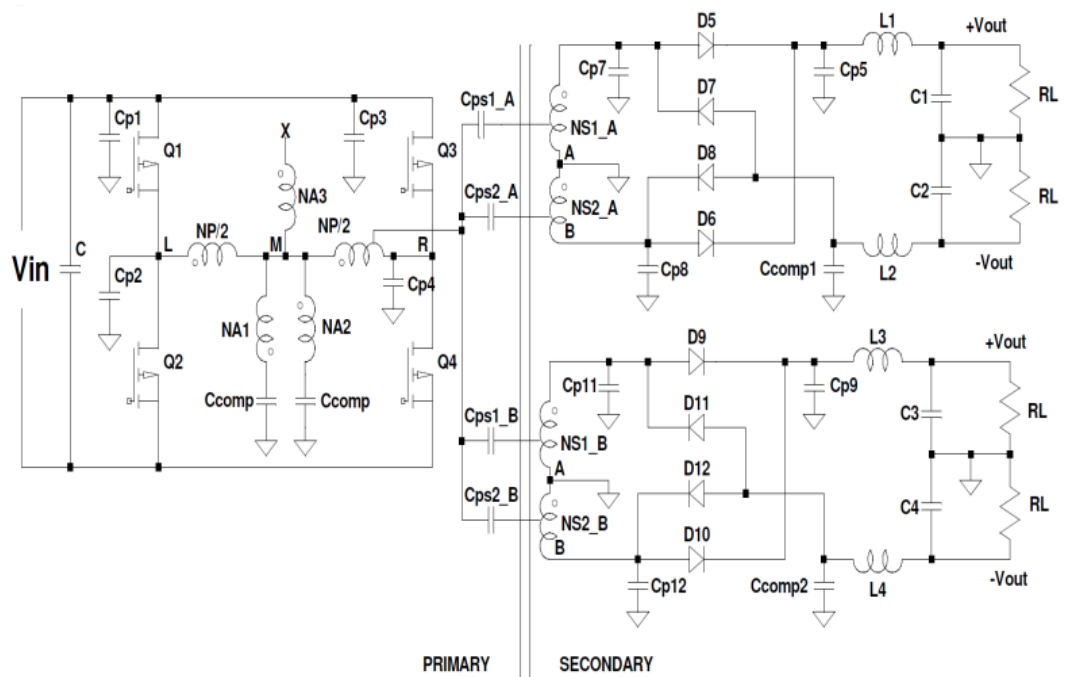 D5
L1
+Vout
Cp7
Cp5
D7
C1
RL
Cps1_A
NS1_A
Cp1
Cp3
X
Q1
Q3
A
D8
C2
RL
NA3
Cps2_A
NS2_A
NP/2
NP/2
B
D6
L
M
R
Vin
C
Cp8
Ccomp1
L2
-Vout
Cp2
Cp4
NA1
NA2
D9
L3
+Vout
Q2
Q4
Cp11
Cp9
Ccomp
Ccomp
D11
C3
RL
Cps1_B
NS1_B
A
D12
Cps2_B
NS2_B
C4
RL
B
D10
Cp12
Ccomp2
L4
-Vout
PRIMARY
SECONDARY